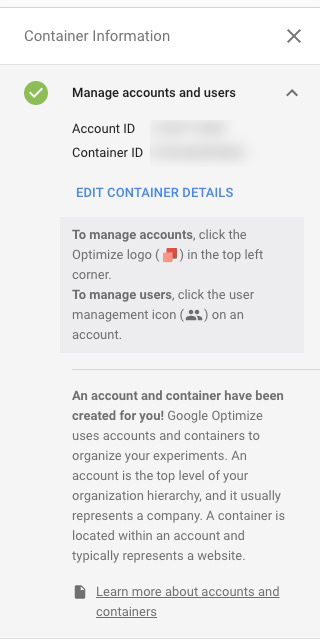 Container Information
Manage accounts and users
Account ID
Container ID
EDIT CONTAINER DETAILS
To manage accounts, click the
Optimize logo ( ) in the top left
corner.
To manage users, click the user
management icon ( ) on an
account.
An account and container have been
created for you! Google Optimize
uses accounts and containers to
organize your experiments. An
account is the top level of your
organization hierarchy, and it usually
represents a company. A container is
located within an account and
typically represents a website.
Learn more about accounts and
containers